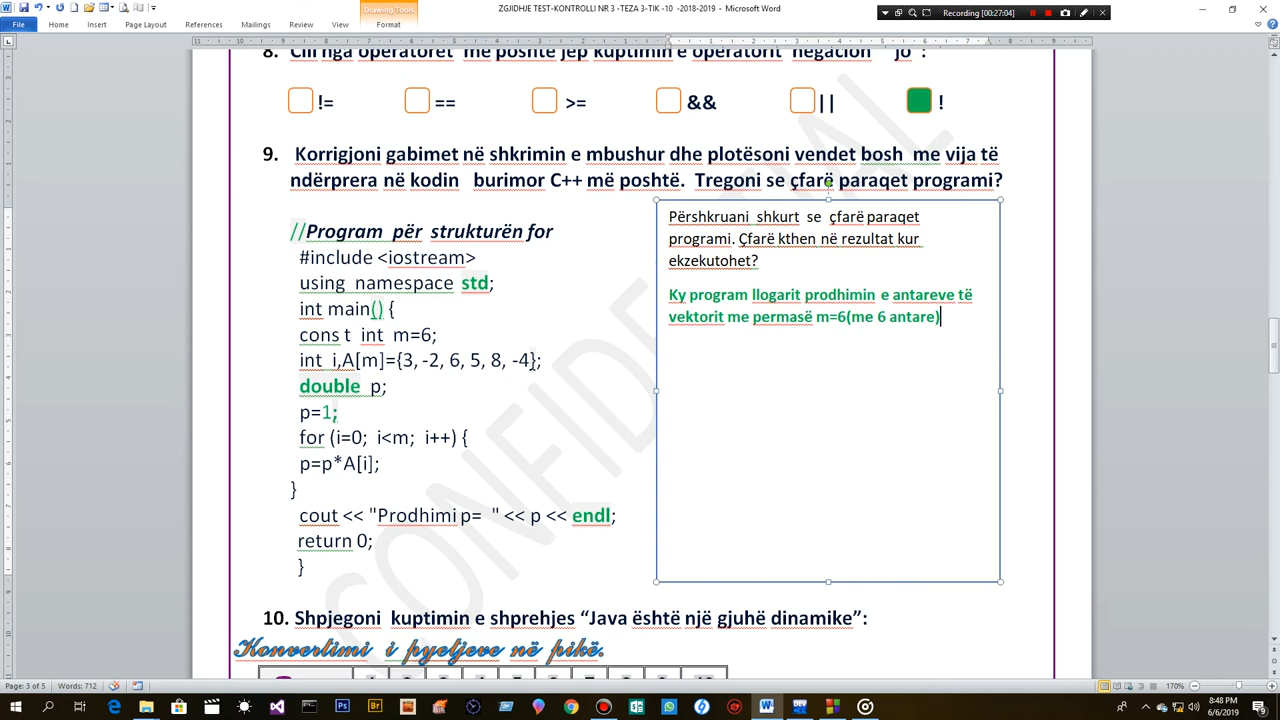 ZGJIDHJE TEST-KONTROLLI NR 3 -TEZA 3-TIK -10 -2018-2019 - Microsoft Word
Drawing Tools
Recording [00:27:04]
File Home Insert Page Layout References Mailings Review View Format
8. Cili nga operatorët më poshtë jep kuptimin e operatorit negacion "jo":
!= == >= && || !
9. Korrigjoni gabimet në shkrimin e mbushur dhe plotësoni vendet bosh me vija të
ndërprera në kodin burimor C++ më poshtë. Tregoni se çfarë paraqet programi?
//Program për strukturën for
#include <iostream>
using namespace std;
int main() {
cons t int m=6;
int i,A[m]={3, -2, 6, 5, 8, -4};
double p;
p=1;
for (i=0; i<m; i++) {
p=p*A[i];
}
cout << "Prodhimi p= " << p << endl;
return 0;
}
Përshkruani shkurt se çfarë paraqet
programi. Çfarë kthen në rezultat kur
ekzekutohet?
Ky program llogarit prodhimin e antareve të
vektorit me permasë m=6(me 6 antare)
10. Shpjegoni kuptimin e shprehjes “Java është një gjuhë dinamike”:
Konvertimi i pyetjeve në pikë.
CONFIDENTIAL
Page: 3 of 5 Words: 712 170%
8:48 PM
6/6/2019